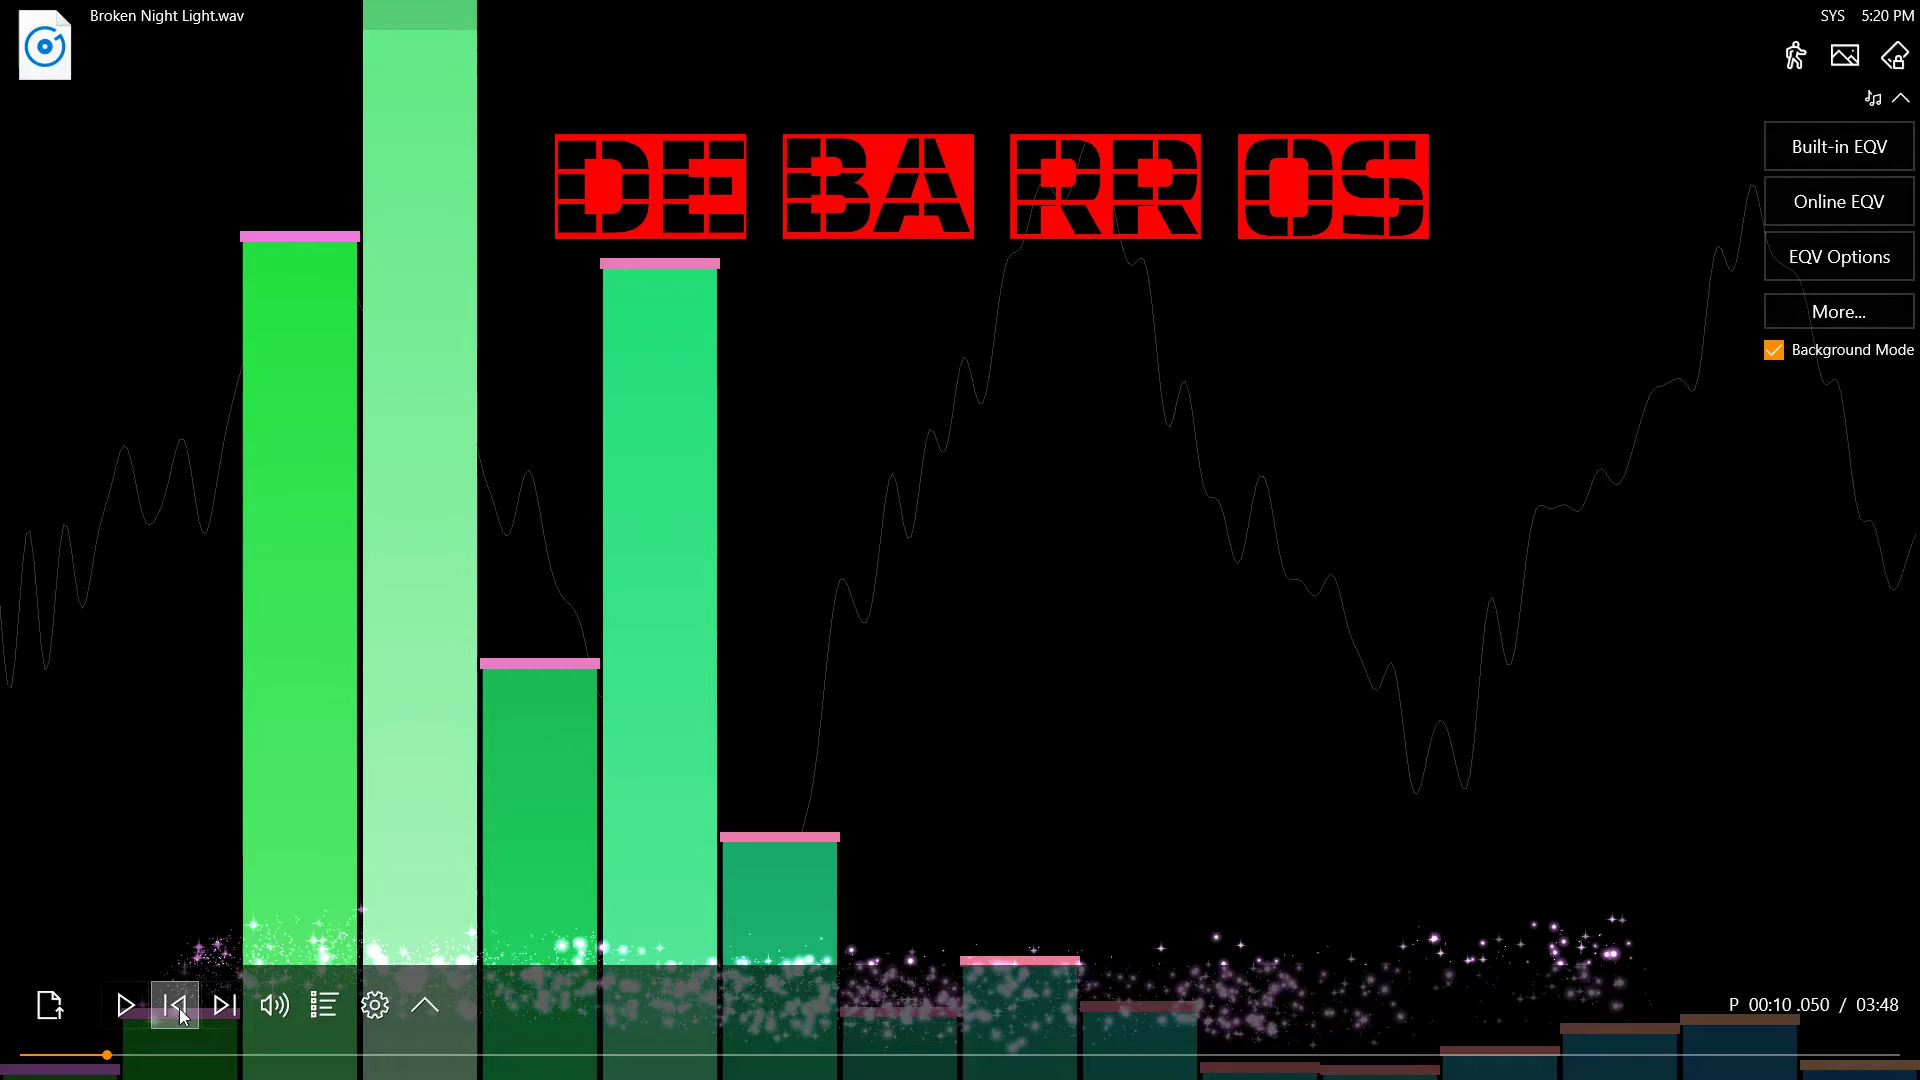 Broken Night Light.wav
SYS 5:20 PM
DE BA RR OS
Built-in EQV
Online EQV
EQV Options
More...
Background Mode
P 00:10 .050 / 03:48